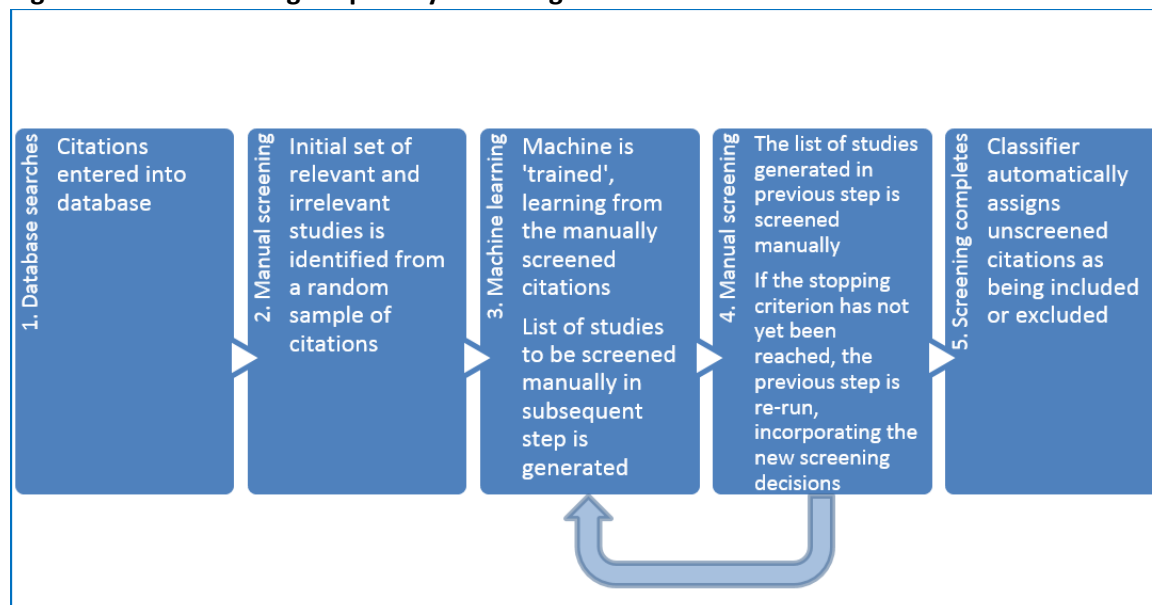 1. Database searches
Citations
entered into
database
2. Manual screening
Initial set of
relevant and
irrelevant
studies is
identified from
a random
sample of
citations
3. Machine learning
Machine is
'trained',
learning from
the manually
screened
citations
List of studies
to be screened
manually in
subsequent
step is
generated
4. Manual screening
The list of studies
generated in
previous step is
screened
manually
If the stopping
criterion has not
yet been
reached, the
previous step is
re-run,
incorporating the
new screening
decisions
5. Screening completes
Classifier
automatically
assigns
unscreened
citations as
being included
or excluded